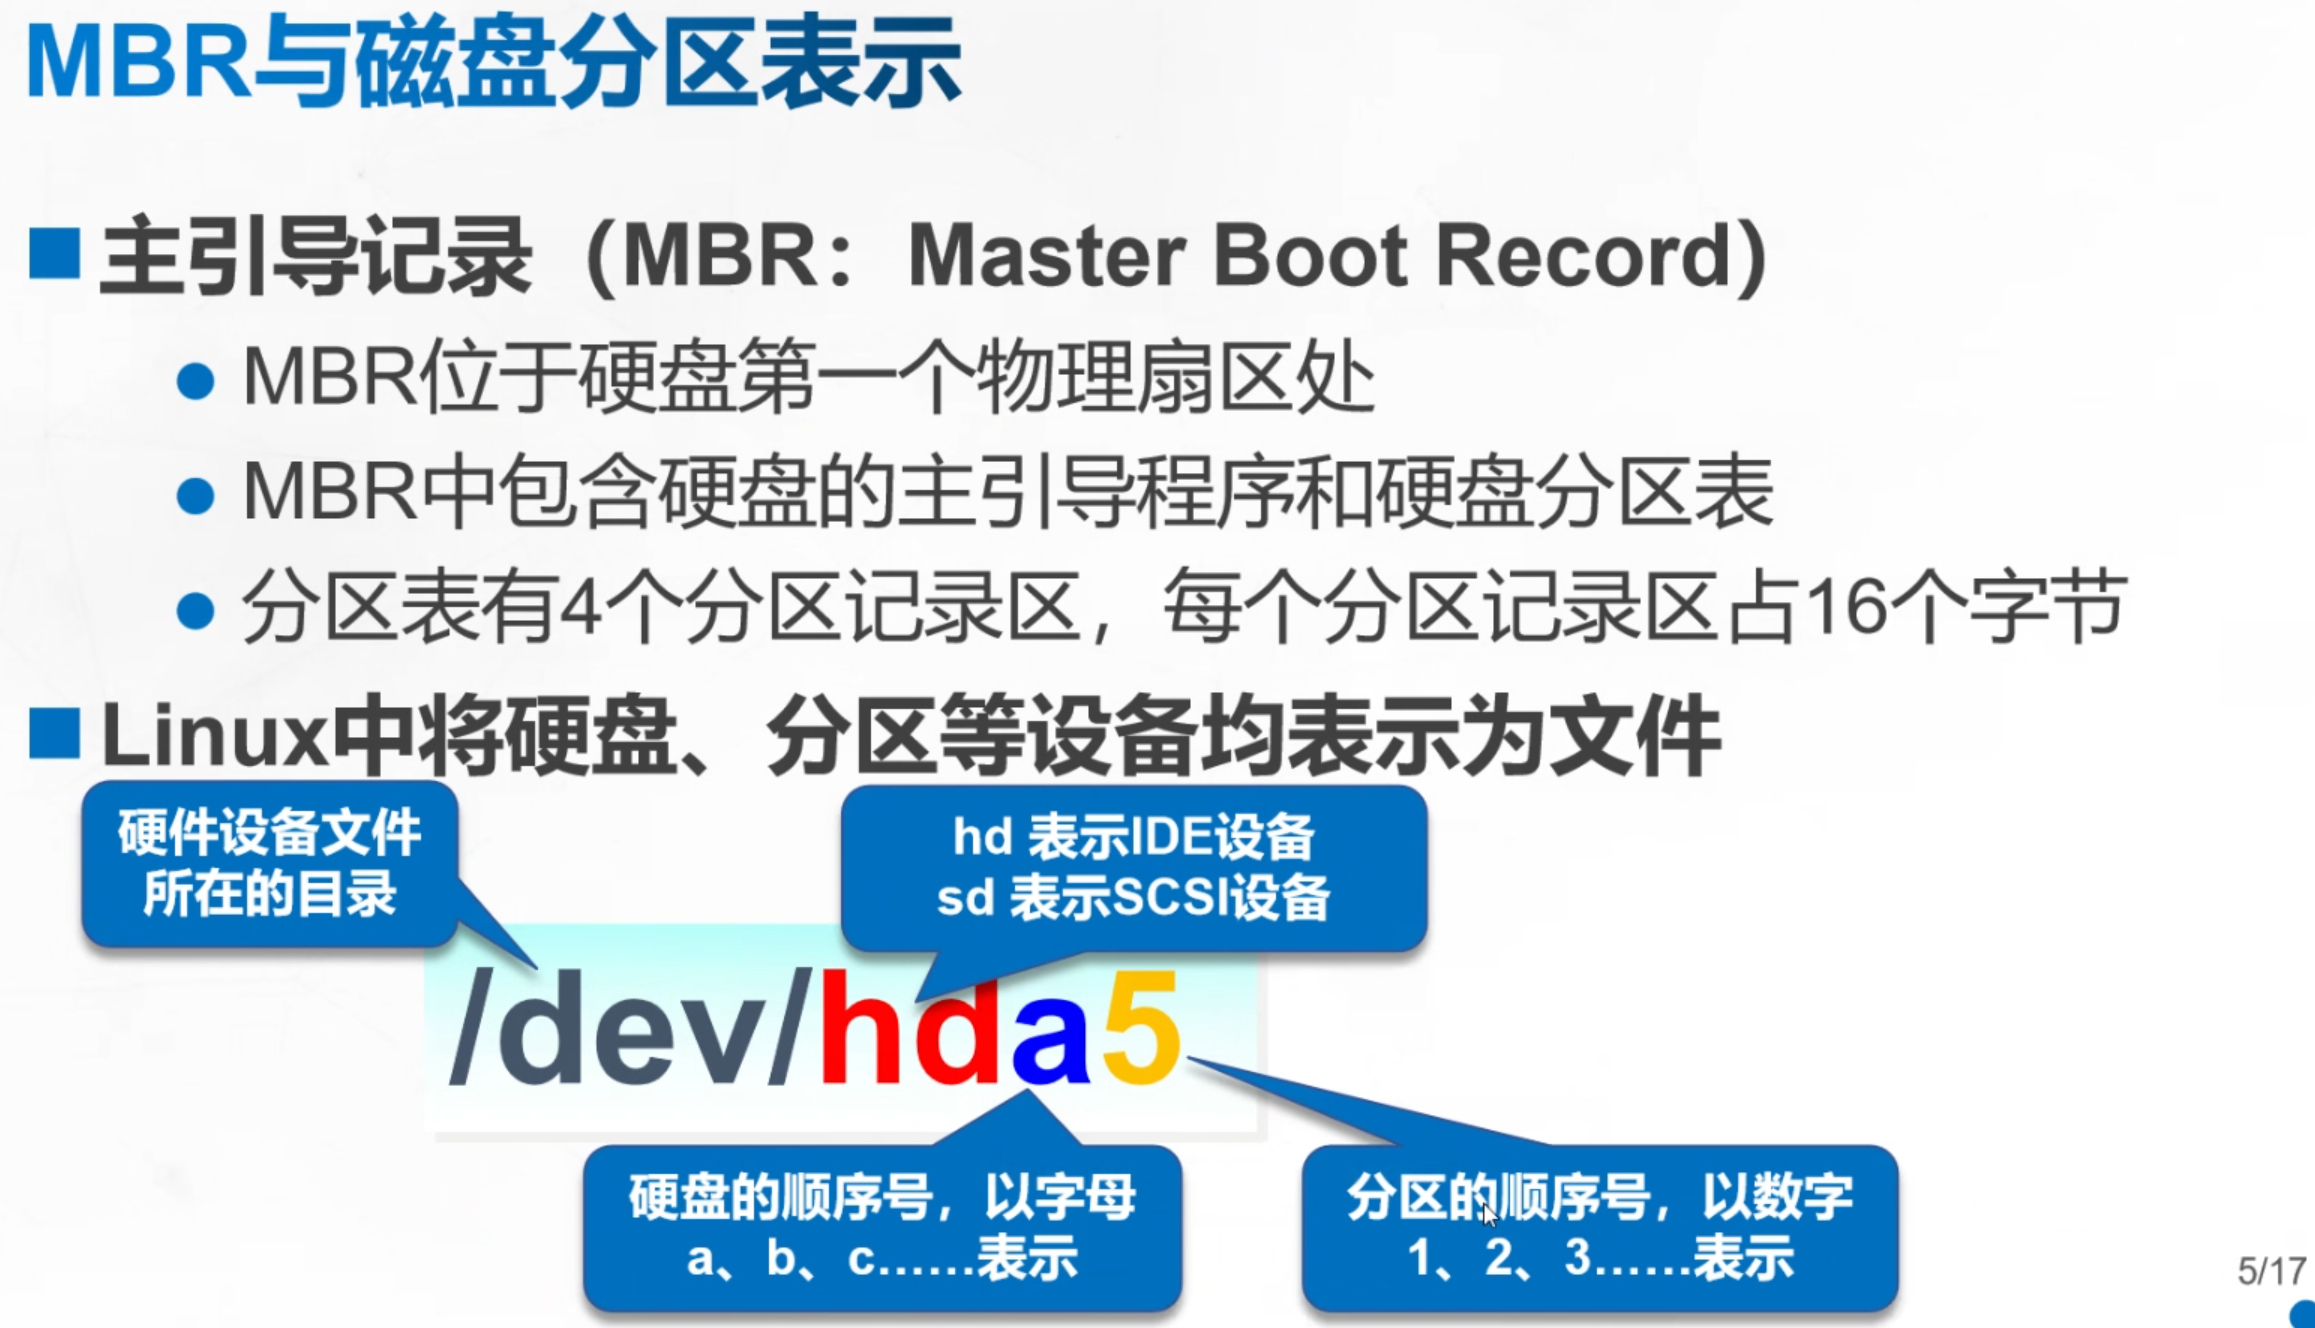 MBR与磁盘分区表示
主引导记录（MBR：Master Boot Record）
MBR位于硬盘第一个物理扇区处
MBR中包含硬盘的主引导程序和硬盘分区表
分区表有4个分区记录区，每个分区记录区占16个字节
Linux中将硬盘、分区等设备均表示为文件
硬件设备文件
所在的目录
hd 表示IDE设备
sd 表示SCSI设备
/dev/hda5
硬盘的顺序号，以字母
a、b、c……表示
分区的顺序号，以数字
1、2、3……表示
5/17